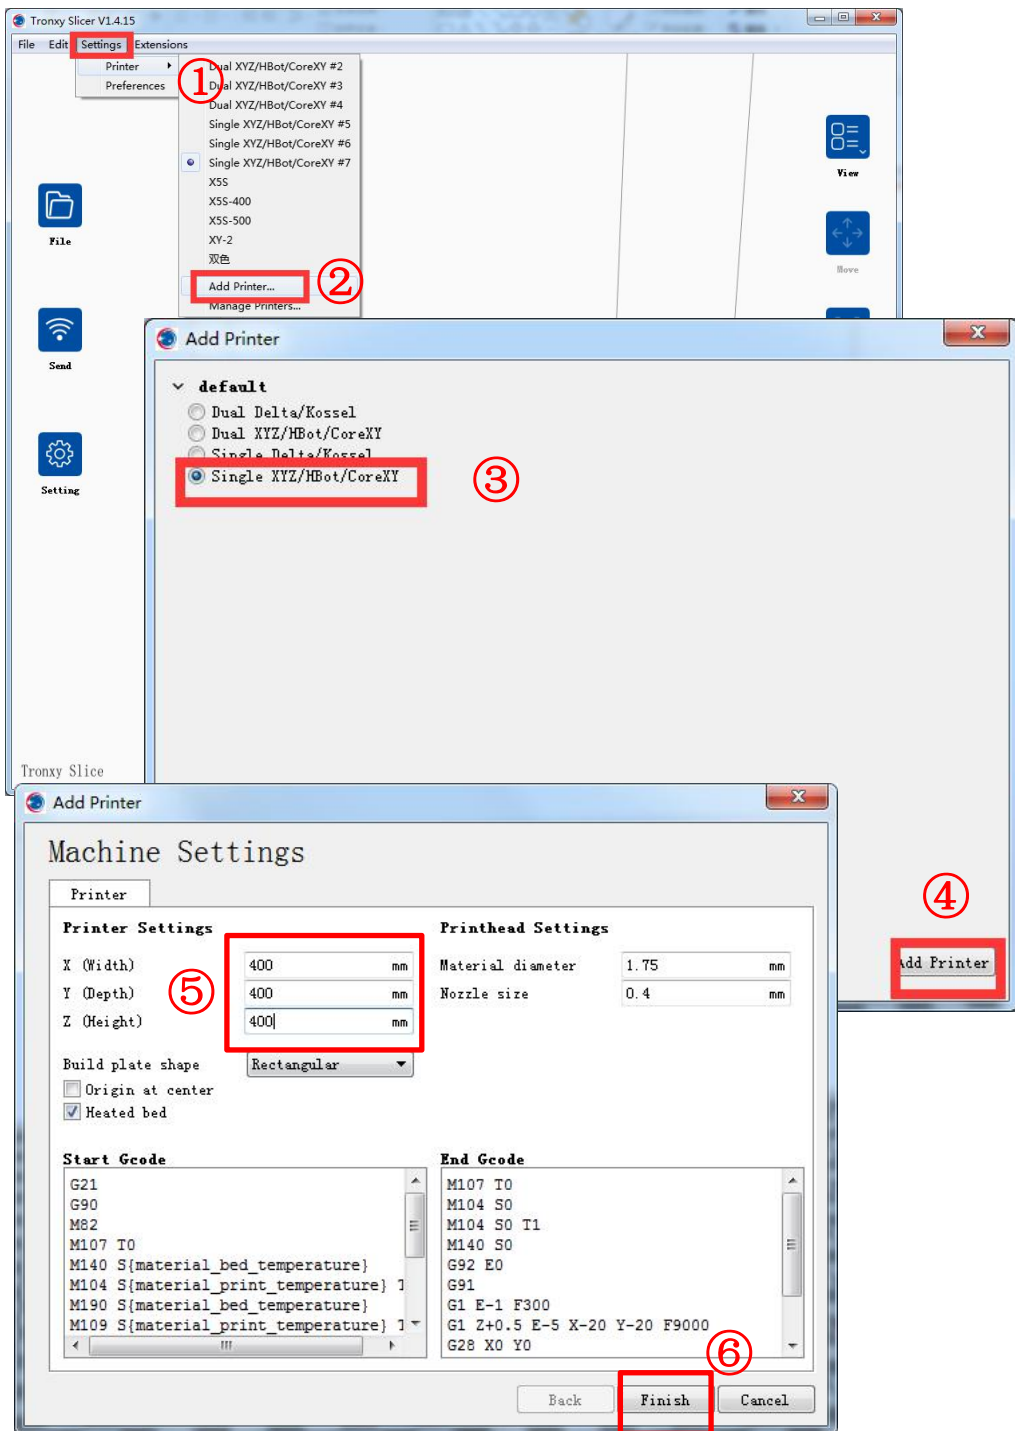 Tronxy Slicer V1.4.15
File Edit Settings Extensions
Printer
Preferences
①
Dual XYZ/HBot/CoreXY #2
Dual XYZ/HBot/CoreXY #3
Dual XYZ/HBot/CoreXY #4
Single XYZ/HBot/CoreXY #5
Single XYZ/HBot/CoreXY #6
Single XYZ/HBot/CoreXY #7
X5S
X5S-400
X5S-500
XY-2
双色
Add Printer...
②
Manage Printers...
File
Send
Setting
View
Move
Tronxy Slice
Add Printer
default
Dual Delta/Kossel
Dual XYZ/HBot/CoreXY
Single Delta/Kossel
Single XYZ/HBot/CoreXY
③
④
Add Printer
Add Printer
Machine Settings
Printer
Printer Settings
X (Width) 400 mm
Y (Depth) 400 mm
Z (Height) 400 mm
⑤
Build plate shape Rectangular
Origin at center
Heated bed
Printhead Settings
Material diameter 1.75 mm
Nozzle size 0.4 mm
Start Gcode
G21
G90
M82
M107 T0
M140 S{material_bed_temperature}
M104 S{material_print_temperature}
M190 S{material_bed_temperature}
M109 S{material_print_temperature}
End Gcode
M107 T0
M104 S0
M104 S0 T1
M140 S0
G92 E0
G91
G1 E-1 F300
G1 Z+0.5 E-5 X-20 Y-20 F9000
G28 X0 Y0
⑥
Back Finish Cancel